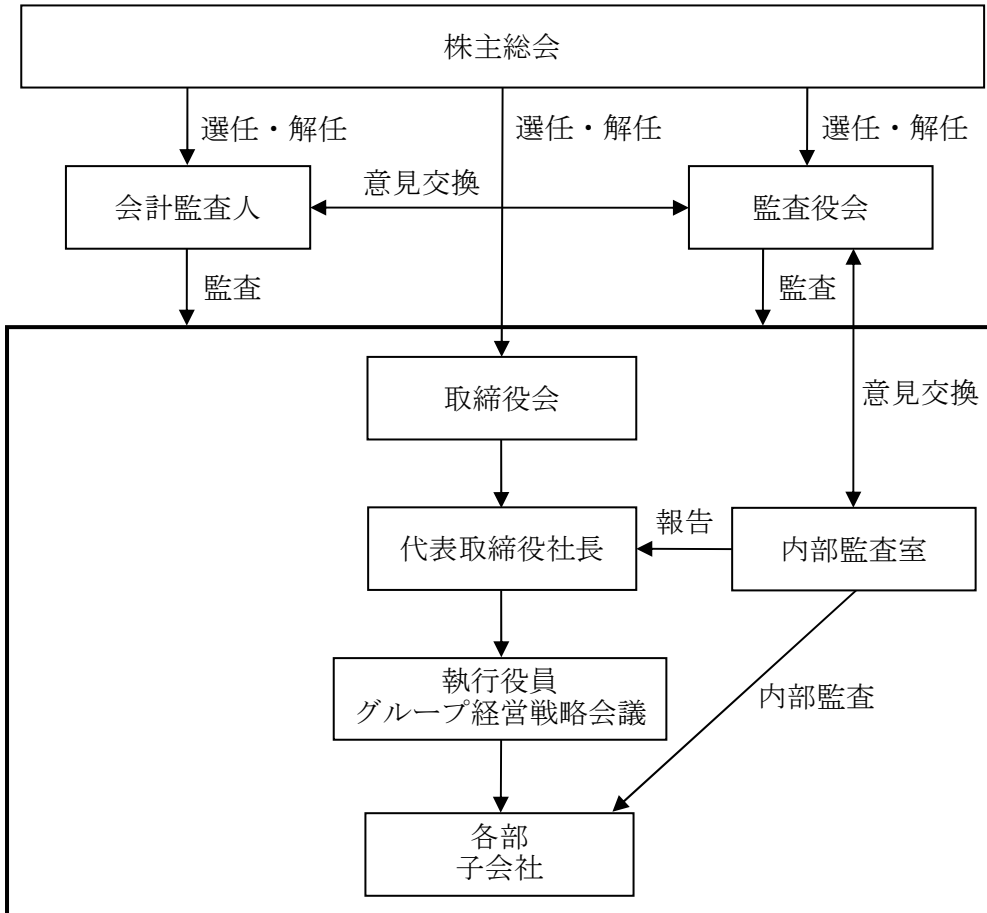 株主総会
選任・解任
選任・解任
選任・解任
会計監査人
意見交換
監査役会
監査
監査
取締役会
意見交換
代表取締役社長
報告
内部監査室
執行役員
グループ経営戦略会議
内部監査
各部
子会社